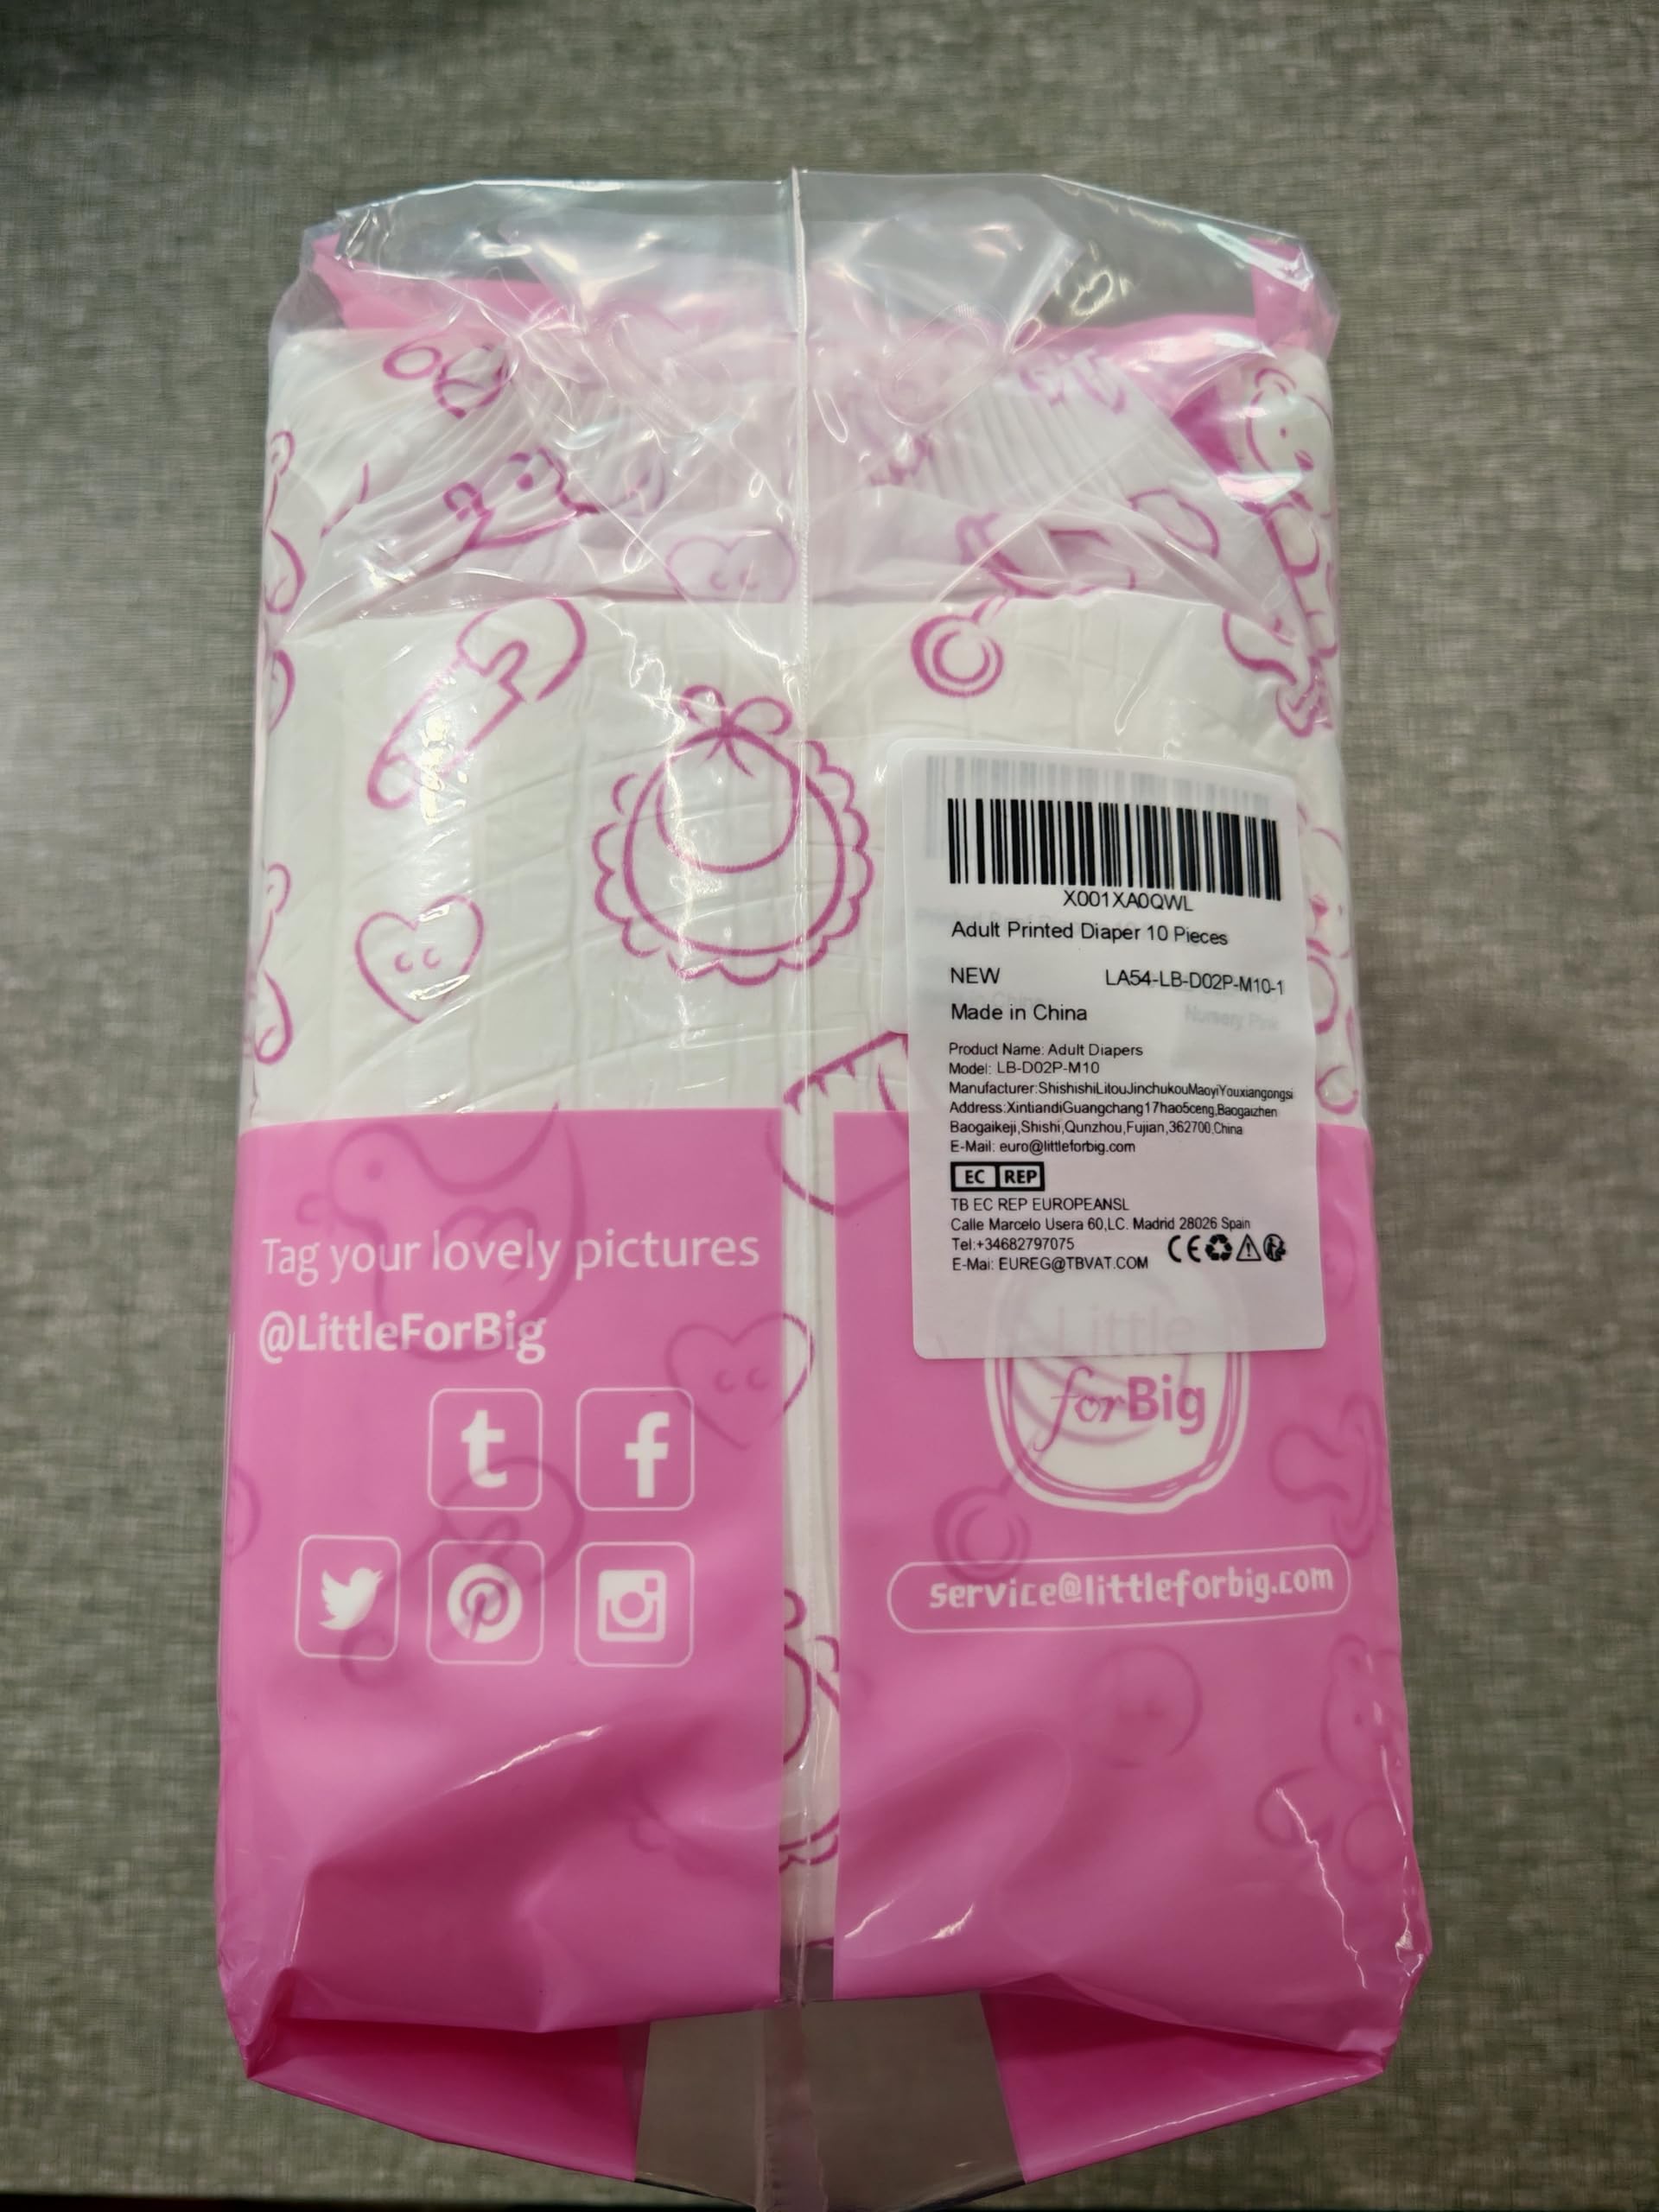 X001XA0QWL
Adult Printed Diaper 10 Pieces
NEW LA54-LB-D02P-M10-1
Made in China
Nursery Pink
Product Name: Adult Diapers
Model: LB-D02P-M10
Manufacturer:ShishishiLitouJinchukouMaoyiYouxiangongsi
Address:XintiandiGuangchang17hao5ceng,Baogaizhen
Baogaikeji,Shishi,Qunzhou,Fujian,362700,China
E-Mail: euro@littleforbig.com
EC REP
TB EC REP EUROPEANSL
Calle Marcelo Usera 60,LC. Madrid 28026 Spain
Tel:+34682797075
E-Mai: EUREG@TBVAT.COM CE
Tag your lovely pictures
@LittleForBig
t f
Little
forBig
service@littleforbig.com